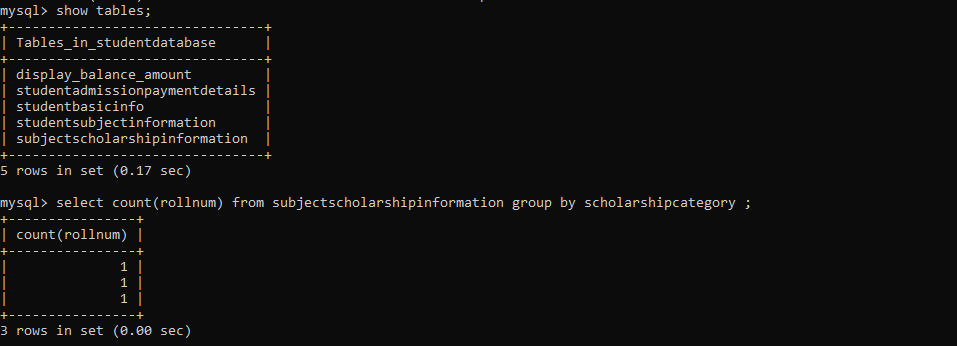 mysql> show tables;
+--------------------------------+
| Tables_in_studentdatabase      |
+--------------------------------+
| display_balance_amount         |
| studentadmissionpaymentdetails |
| studentbasicinfo               |
| studentsubjectinformation      |
| subjectscholarshipinformation  |
+--------------------------------+
5 rows in set (0.17 sec)
mysql> select count(rollnum) from subjectscholarshipinformation group by scholarshipcategory ;
+----------------+
| count(rollnum) |
+----------------+
|              1 |
|              1 |
|              1 |
+----------------+
3 rows in set (0.00 sec)